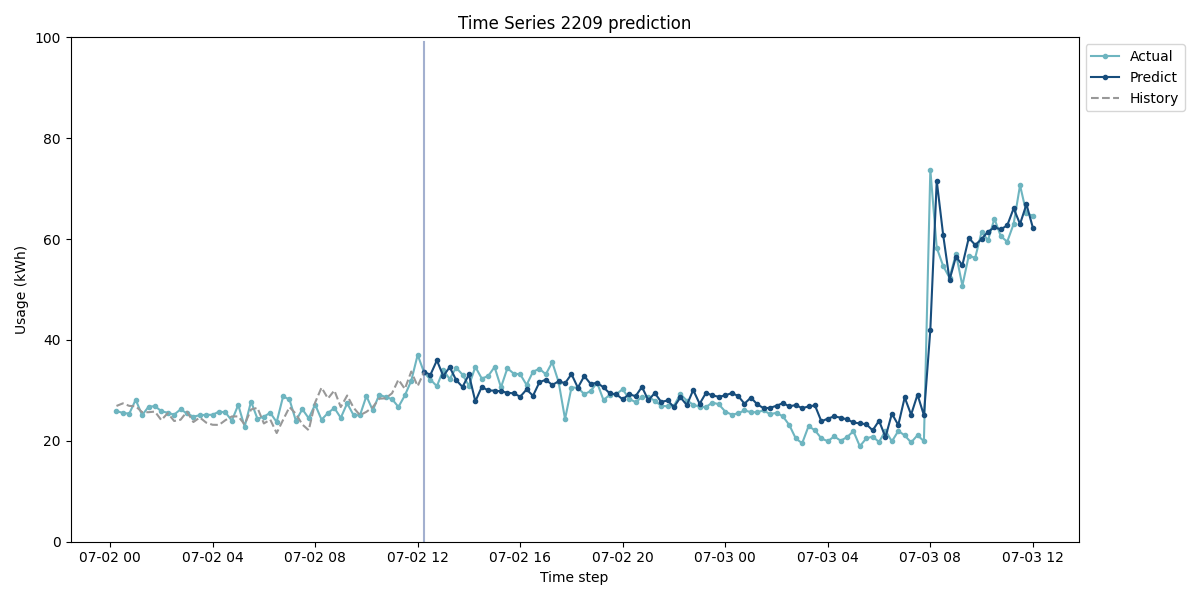 Time Series 2209 prediction
100
80
60
40
20
0
Usage (kWh)
07-02 00
07-02 04
07-02 08
07-02 12
07-02 16
07-02 20
07-03 00
07-03 04
07-03 08
07-03 12
Time step
Actual
Predict
History